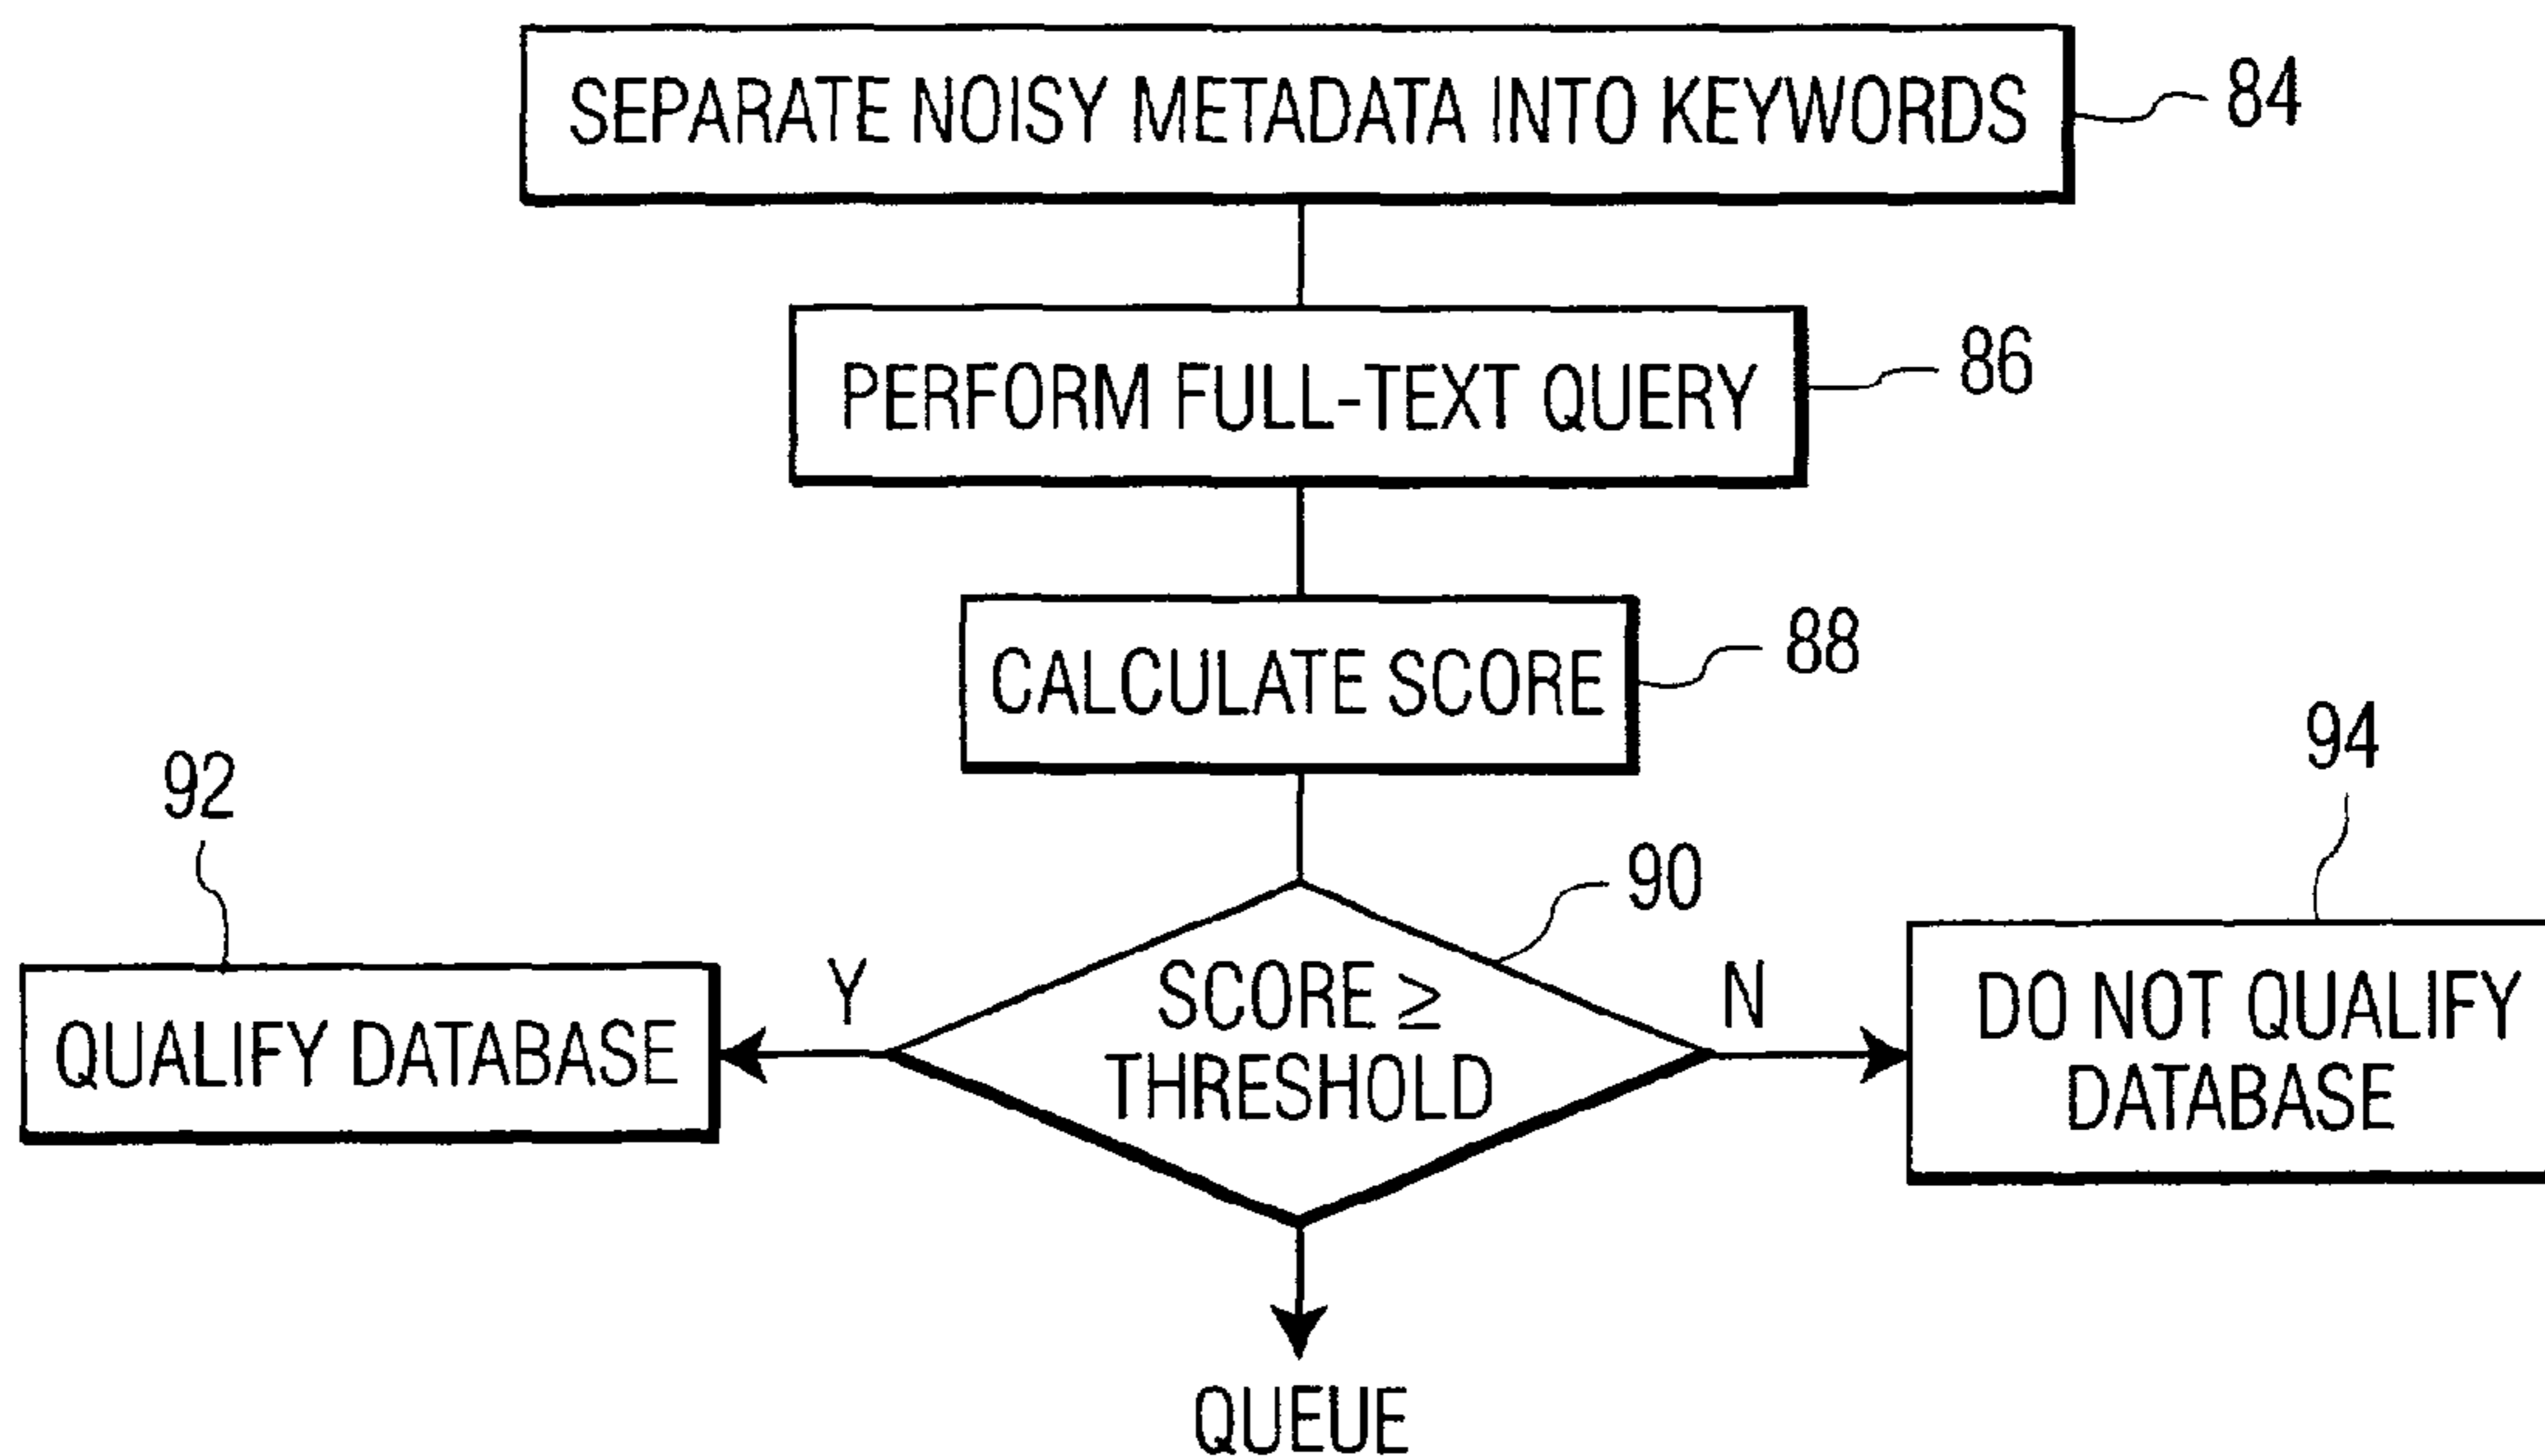 SEPARATE NOISY METADATA INTO KEYWORDS
84
PERFORM FULL-TEXT QUERY
86
CALCULATE SCORE
88
92
94
90
Y
SCORE ≥
THRESHOLD
N
QUALIFY DATABASE
DO NOT QUALIFY
DATABASE
QUEUE